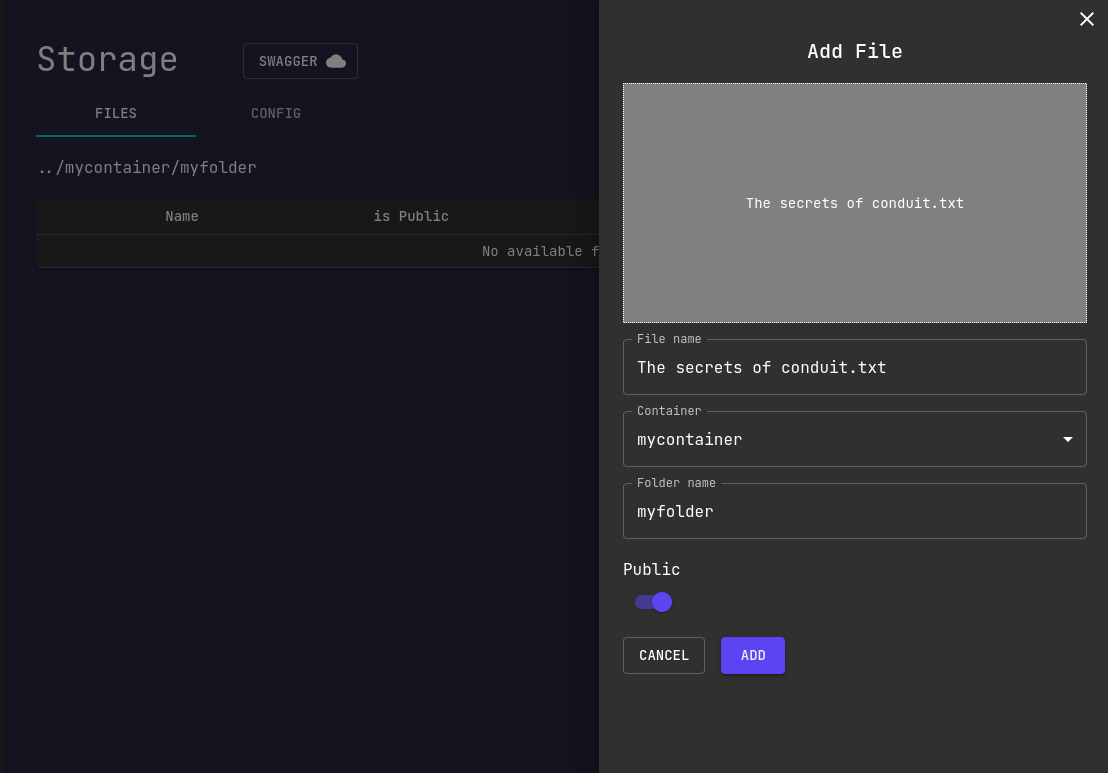 Storage
SWAGGER
FILES
CONFIG
../mycontainer/myfolder
Name
is Public
No available f
Add File
The secrets of conduit.txt
File name
The secrets of conduit.txt
Container
mycontainer
Folder name
myfolder
Public
CANCEL
ADD